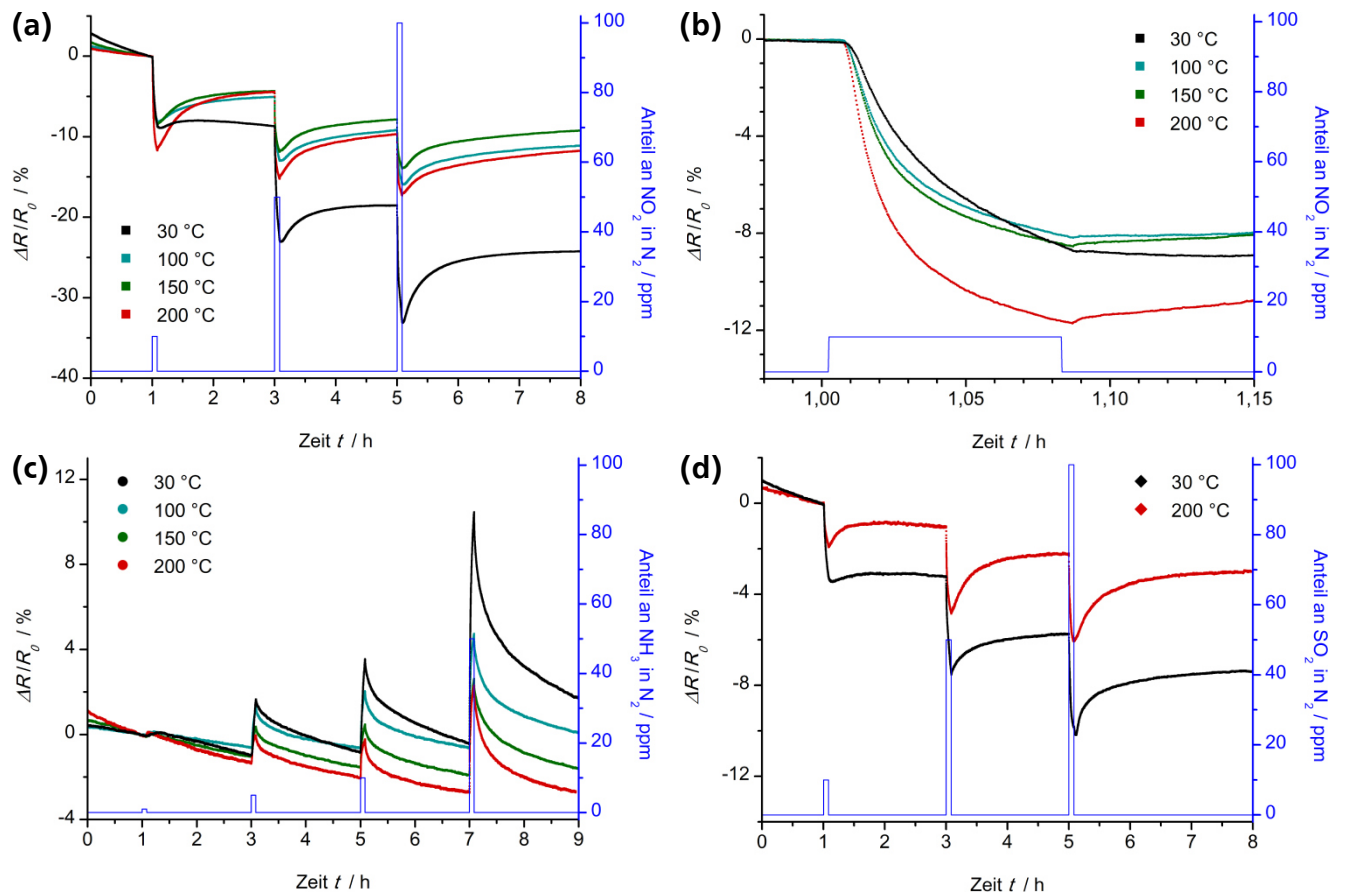 (a)
0
-10
-20
-30
-40
ΔR/R0 / %
30 °C
100 °C
150 °C
200 °C
0 1 2 3 4 5 6 7 8
Zeit t / h
100
80
60
40
20
0
Anteil an NO2 in N2 / ppm
(b)
0
-4
-8
-12
ΔR/R0 / %
30 °C
100 °C
150 °C
200 °C
1,00 1,05 1,10 1,15
Zeit t / h
100
80
60
40
20
0
Anteil an NO2 in N2 / ppm
(c)
12
8
4
0
-4
ΔR/R0 / %
30 °C
100 °C
150 °C
200 °C
0 1 2 3 4 5 6 7 8 9
Zeit t / h
100
80
60
40
20
0
Anteil an NH3 in N2 / ppm
(d)
0
-4
-8
-12
ΔR/R0 / %
30 °C
200 °C
0 1 2 3 4 5 6 7 8
Zeit t / h
100
80
60
40
20
0
Anteil an SO2 in N2 / ppm